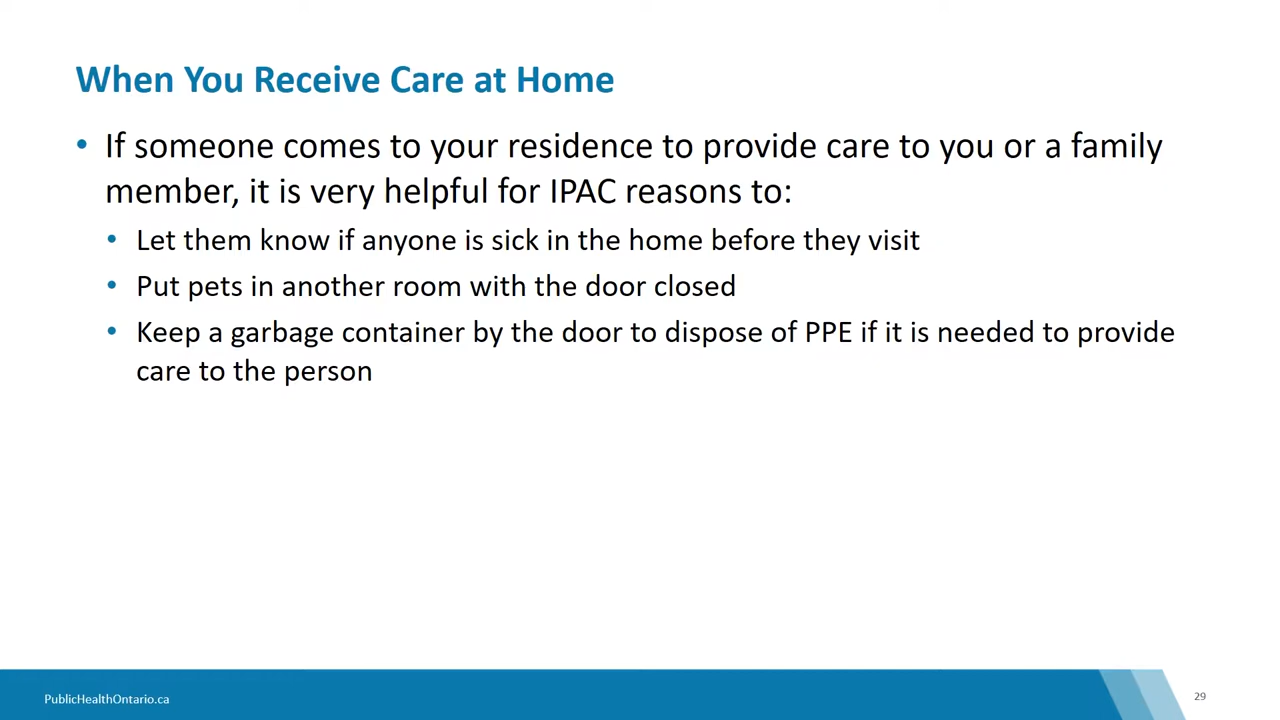 When You Receive Care at Home
• If someone comes to your residence to provide care to you or a family
member, it is very helpful for IPAC reasons to:
• Let them know if anyone is sick in the home before they visit
• Put pets in another room with the door closed
• Keep a garbage container by the door to dispose of PPE if it is needed to provide
care to the person
PublicHealthOntario.ca
29